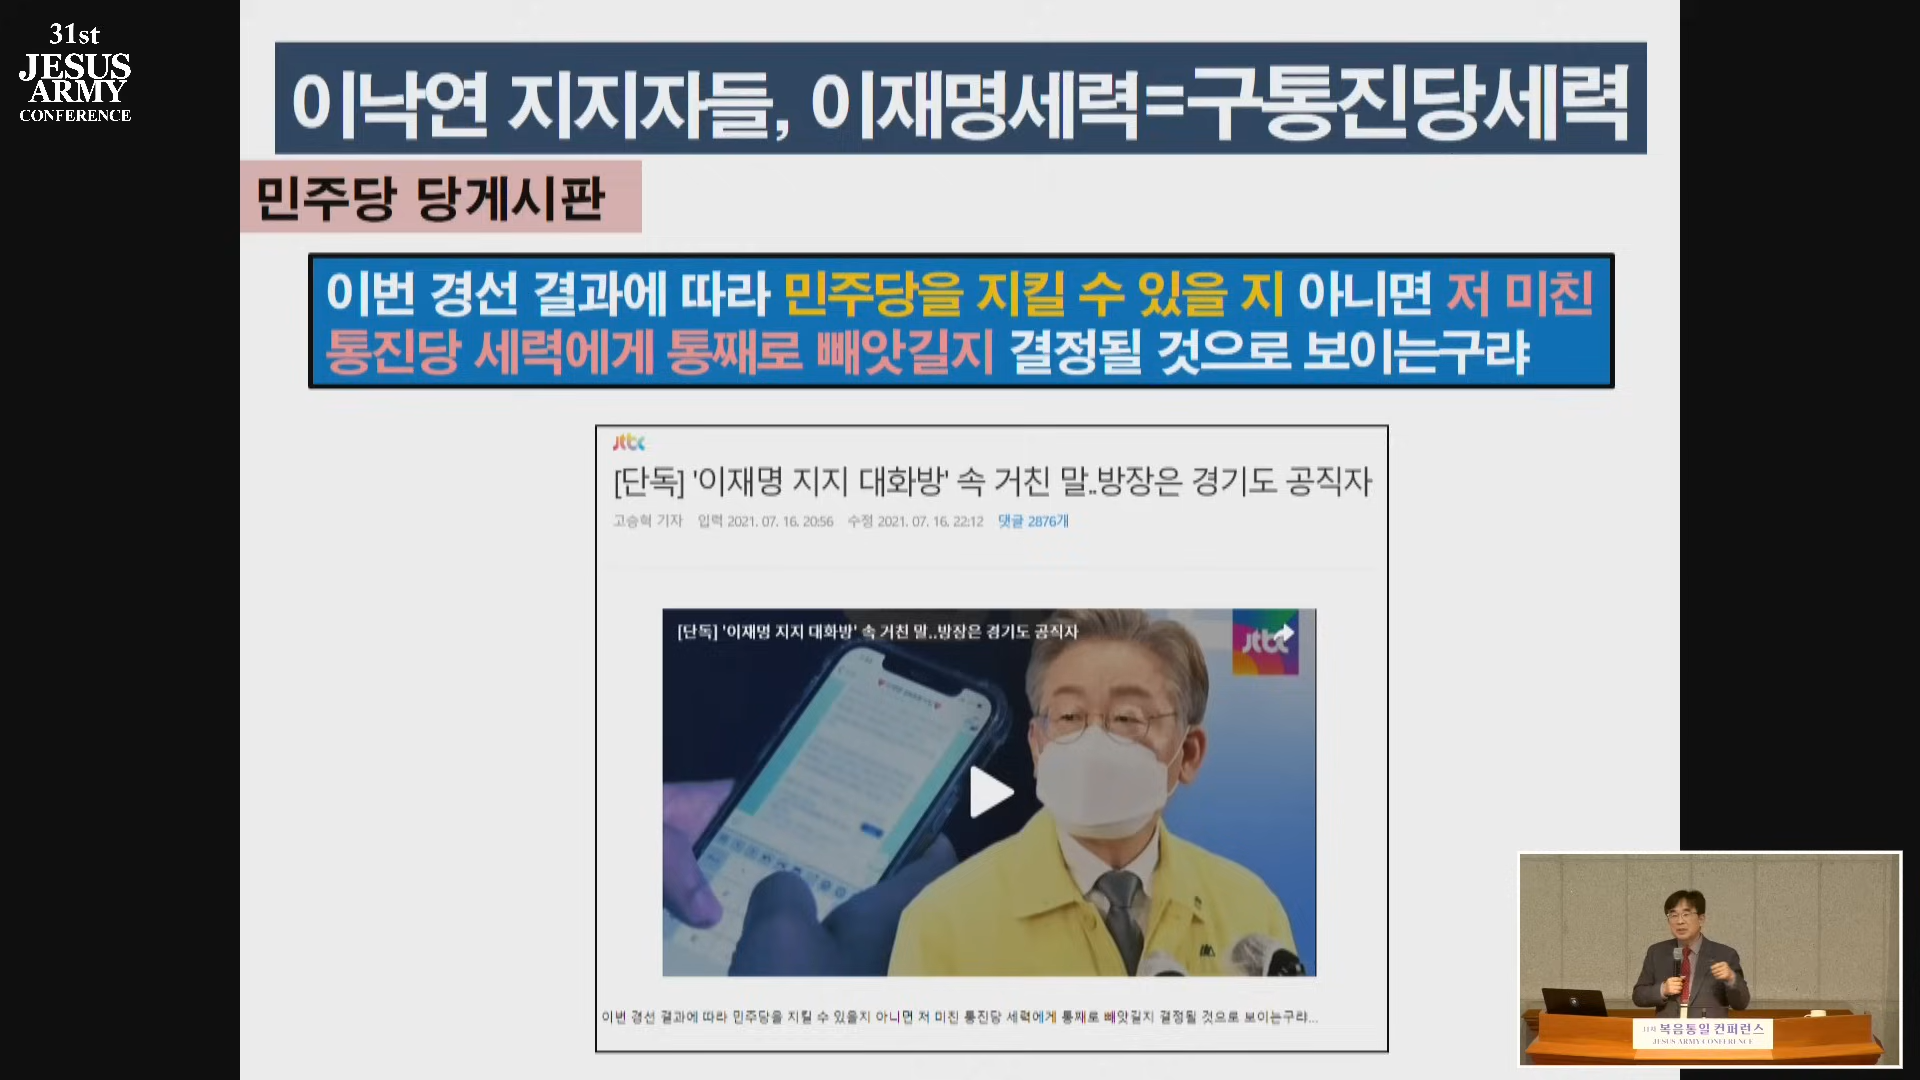 31st
JESUS
ARMY
CONFERENCE
이낙연 지지자들, 이재명세력=구통진당세력
민주당 당게시판
이번 경선 결과에 따라 민주당을 지킬 수 있을 지 아니면 저 미친
통진당 세력에게 통째로 빼앗길지 결정될 것으로 보이는구랴
jtbc
[단독] '이재명 지지 대화방' 속 거친 말..방장은 경기도 공직자
고승혁 기자 입력 2021. 07. 16. 20:56 수정 2021. 07. 16. 22:12 댓글 2876개
[단독] '이재명 지지 대화방' 속 거친 말..방장은 경기도 공직자
jtbc
이번 경선 결과에 따라 민주당을 지킬 수 있을지 아니면 저 미친 통진당 세력에게 통째로 빼앗길지 결정될 것으로 보이는구랴...
복음통일 컨퍼런스
JESUS ARMY CONFERENCE